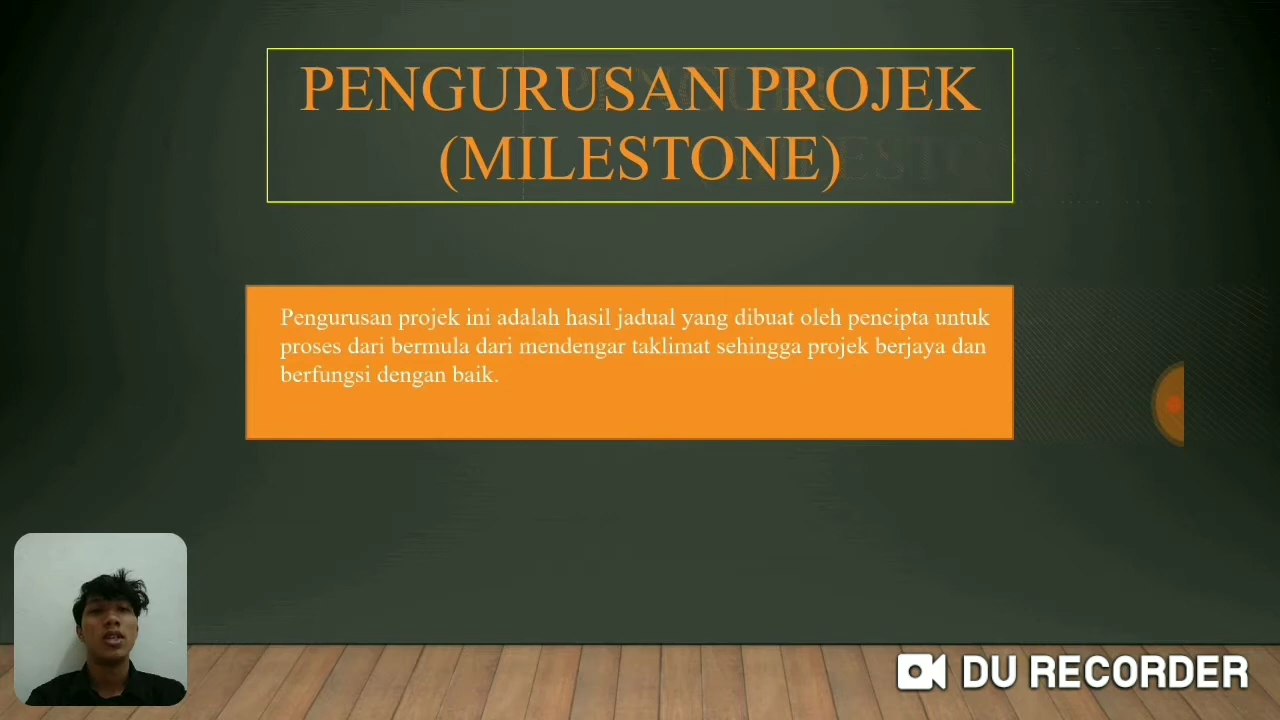 PENGURUSAN PROJEK
(MILESTONE)
Pengurusan projek ini adalah hasil jadual yang dibuat oleh pencipta untuk
proses dari bermula dari mendengar taklimat sehingga projek berjaya dan
berfungsi dengan baik.
DU RECORDER